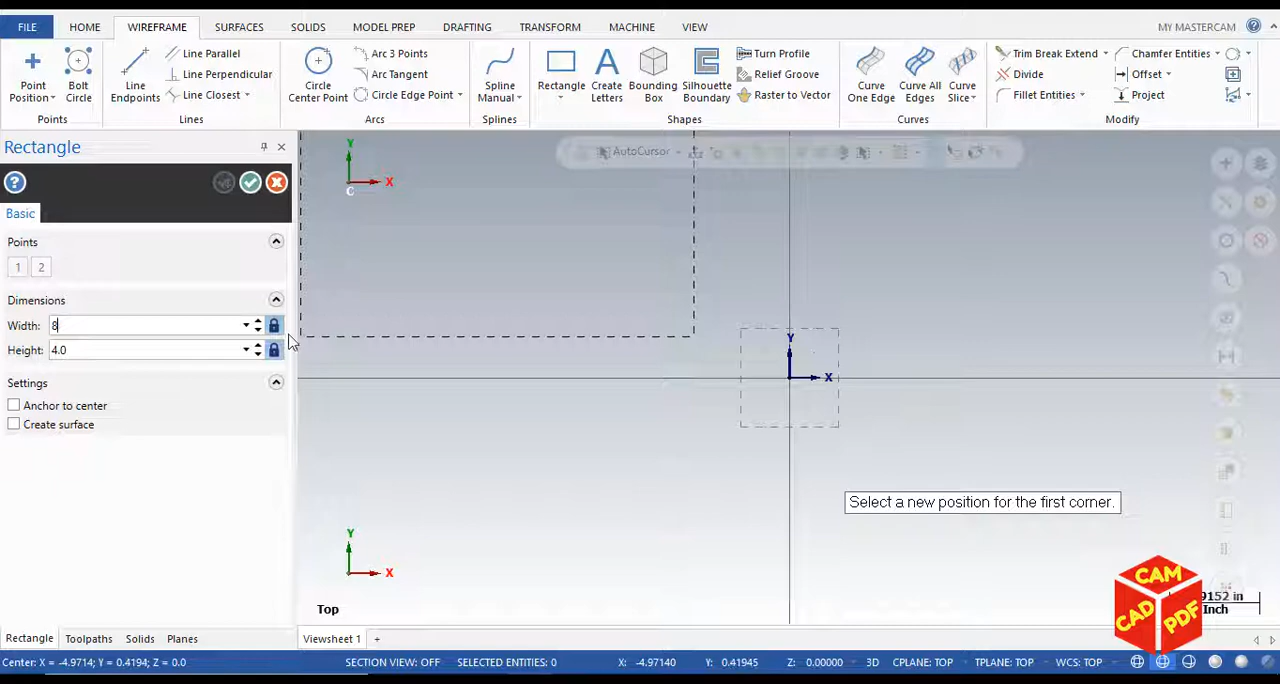 FILE HOME WIREFRAME SURFACES SOLIDS MODEL PREP DRAFTING TRANSFORM MACHINE VIEW MY MASTERCAM
Point Position
Bolt Circle
Points
Line Endpoints
Line Parallel
Line Perpendicular
Line Closest
Lines
Circle Center Point
Arc 3 Points
Arc Tangent
Circle Edge Point
Arcs
Spline Manual
Splines
Rectangle
Create Letters
Bounding Box
Silhouette Boundary
Turn Profile
Relief Groove
Raster to Vector
Shapes
Curve One Edge
Curve All Edges
Curve Slice
Curves
Trim Break Extend
Divide
Fillet Entities
Chamfer Entities
Offset
Project
Modify
Rectangle
Basic
Points
1 2
Dimensions
Width: 8
Height: 4.0
Settings
Anchor to center
Create surface
AutoCursor
Y
X
C
Y
X
Select a new position for the first corner.
Y
X
Top
9152 in
Inch
CAM
CAD
PDF
Rectangle Toolpaths Solids Planes
Viewsheet 1 +
Center: X = -4.9714; Y = 0.4194; Z = 0.0 SECTION VIEW: OFF SELECTED ENTITIES: 0 X: -4.97140 Y: 0.41945 Z: 0.00000 3D CPLANE: TOP TPLANE: TOP WCS: TOP